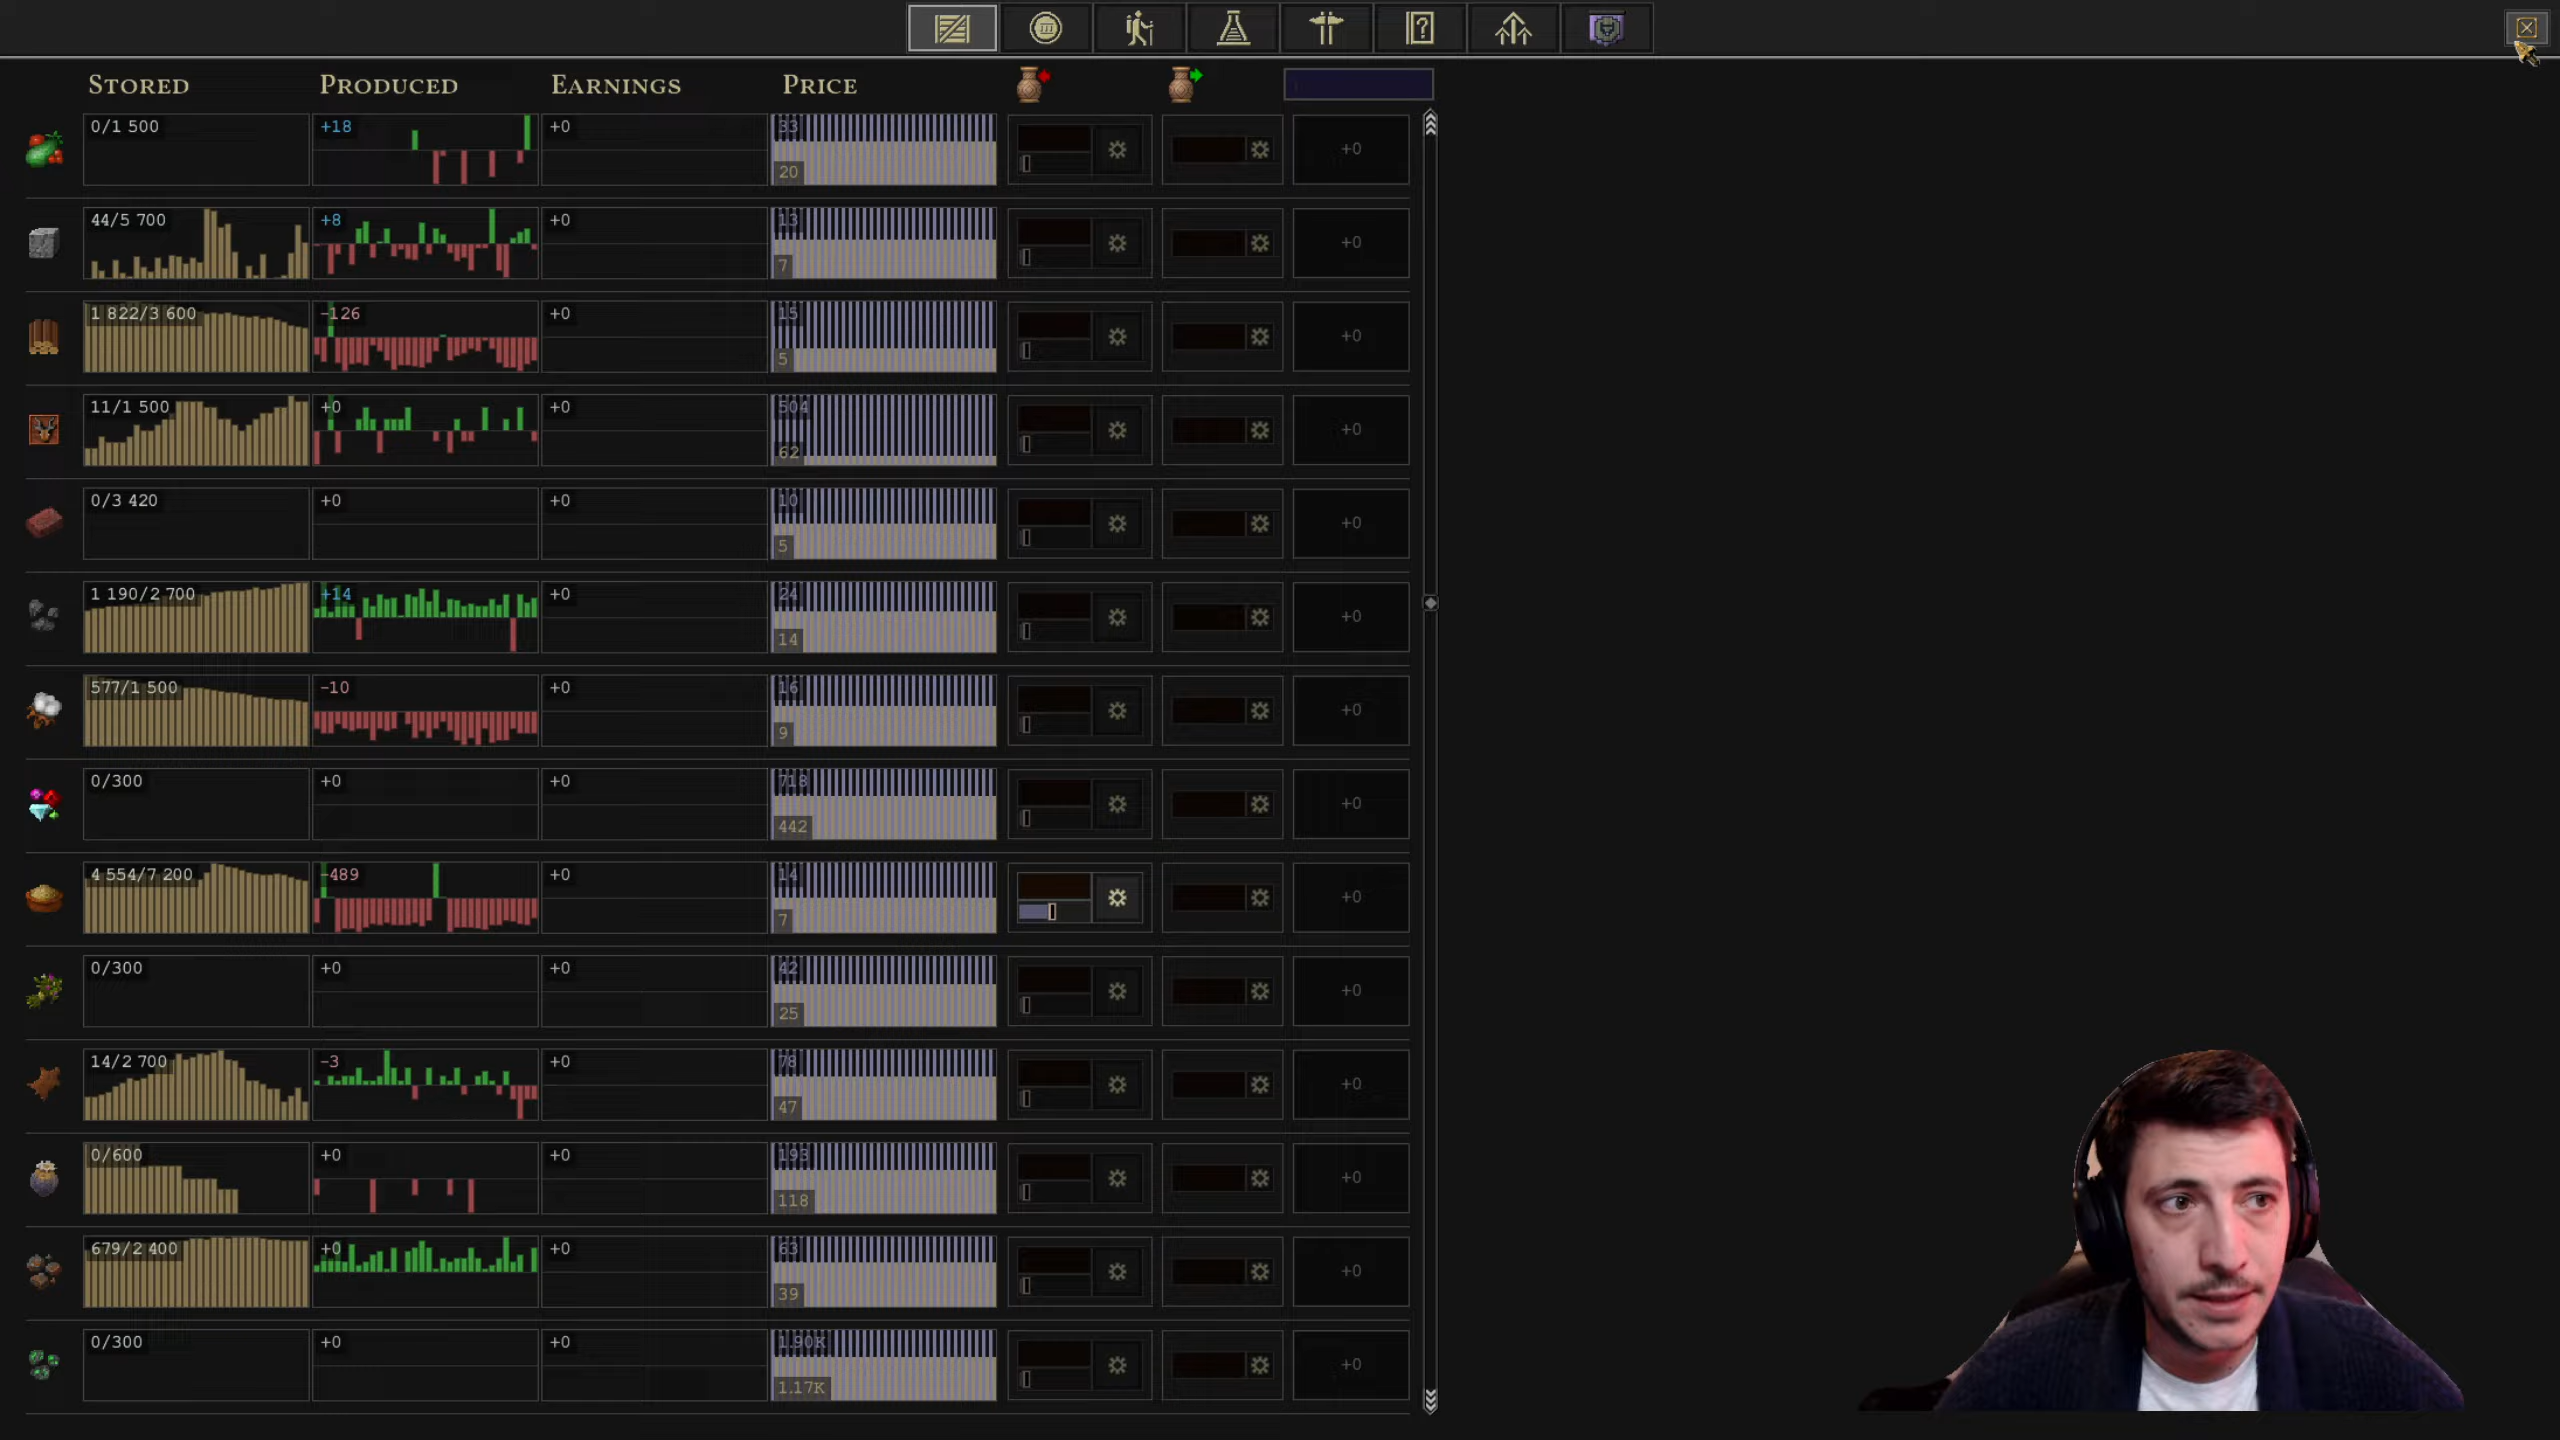 STORED PRODUCED EARNINGS PRICE
0/1 500 +18 +0 33
20 +0
44/5 700 +8 +0 13
7 +0
1 822/3 600 -126 +0 15
5 +0
11/1 500 +0 +0 504
62 +0
0/3 420 +0 +0 10
5 +0
1 190/2 700 +14 +0 24
14 +0
577/1 500 -10 +0 16
9 +0
0/300 +0 +0 718
442 +0
4 554/7 200 -489 +0 14
7 +0
0/300 +0 +0 42
25 +0
14/2 700 -3 +0 78
47 +0
0/600 +0 +0 193
118 +0
679/2 400 +0 +0 63
39 +0
0/300 +0 +0 1.90K
1.17K +0